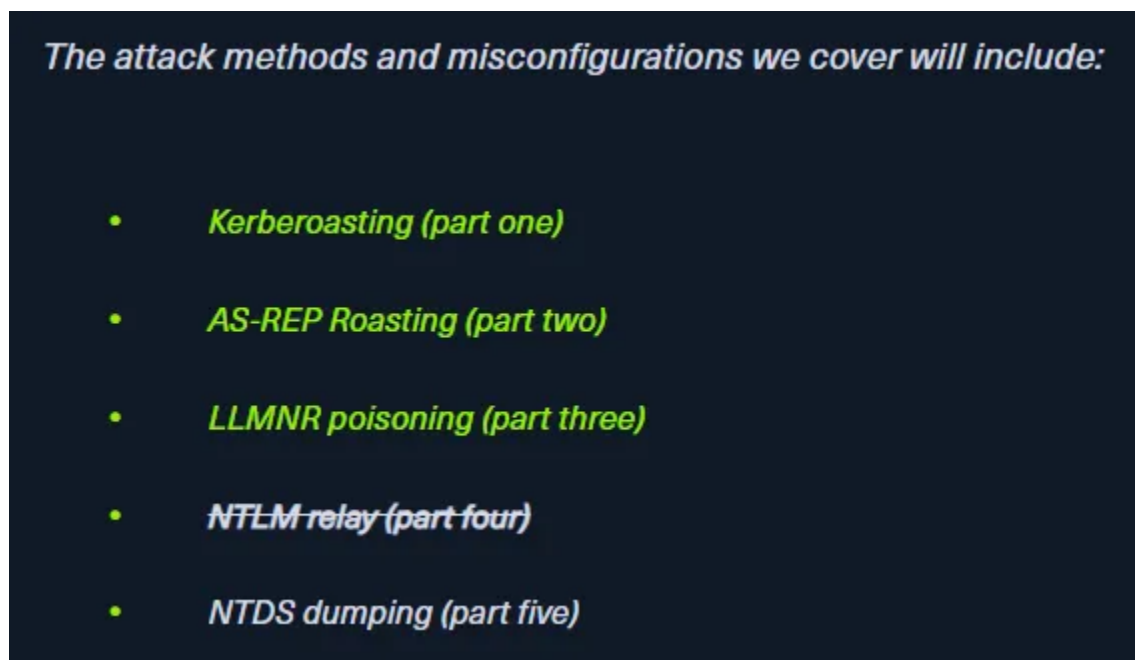 The attack methods and misconfigurations we cover will include:
• Kerberoasting (part one)
• AS-REP Roasting (part two)
• LLMNR poisoning (part three)
• NTLM relay (part four)
• NTDS dumping (part five)